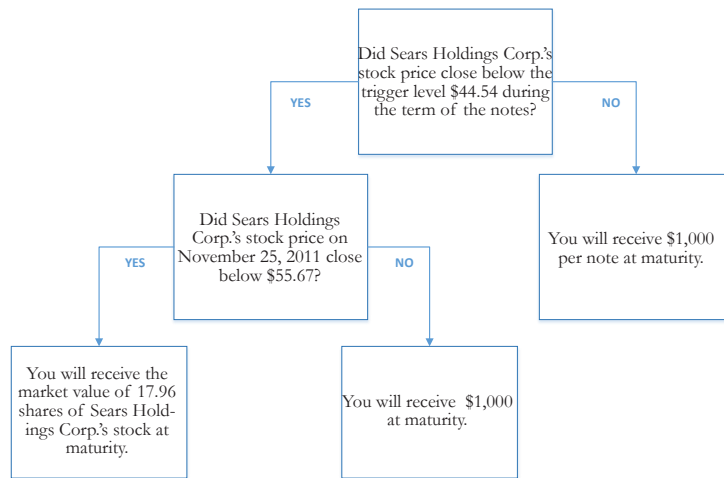 Did Sears Holdings Corp.'s
stock price close below the
trigger level $44.54 during
the term of the notes?
YES
NO
Did Sears Holdings
Corp.'s stock price on
November 25, 2011 close
below $55.67?
You will receive $1,000
per note at maturity.
YES
NO
You will receive the
market value of 17.96
shares of Sears Hold-
ings Corp.'s stock at
maturity.
You will receive $1,000
at maturity.